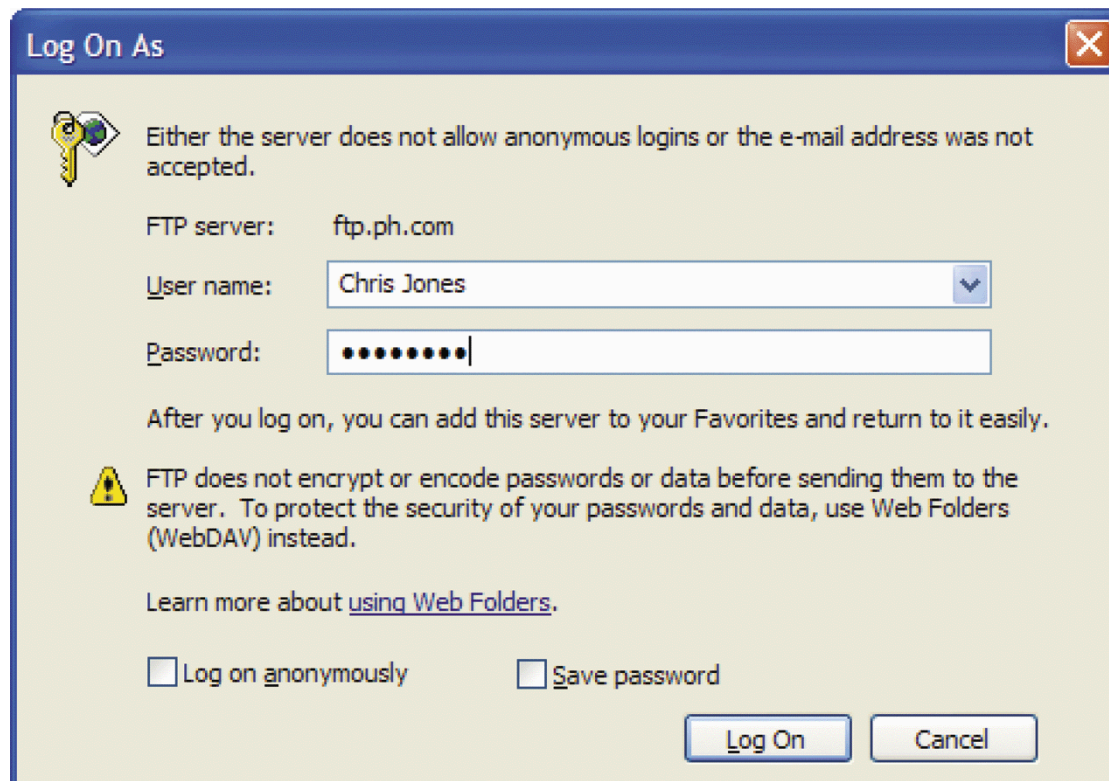 Log On As
Either the server does not allow anonymous logins or the e-mail address was not
accepted.
FTP server: ftp.ph.com
User name: Chris Jones
Password: ••••••••
After you log on, you can add this server to your Favorites and return to it easily.
FTP does not encrypt or encode passwords or data before sending them to the
server. To protect the security of your passwords and data, use Web Folders
(WebDAV) instead.
Learn more about using Web Folders.
Log on anonymously Save password
Log On Cancel